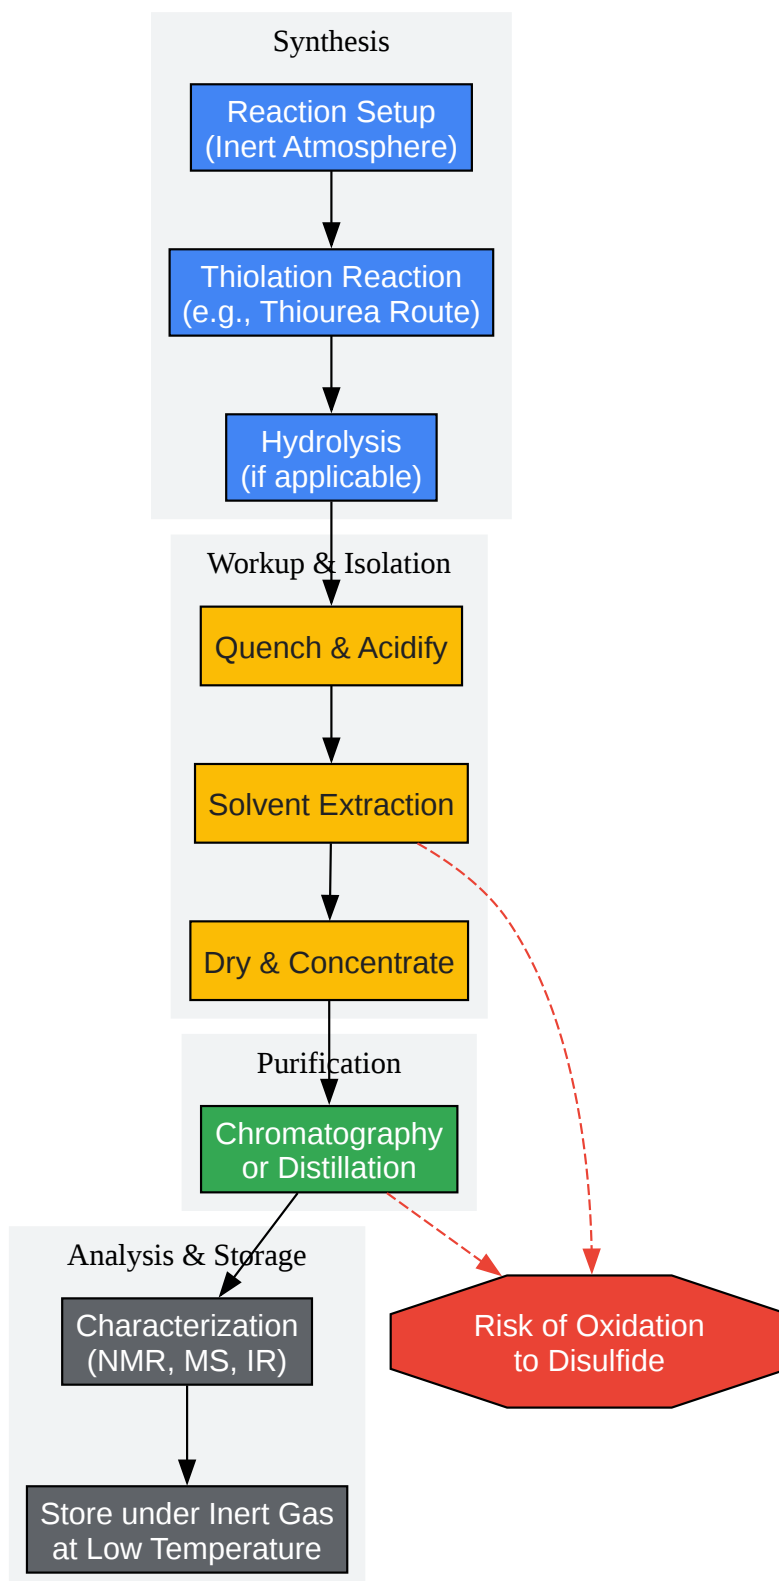 Synthesis
Reaction Setup
(Inert Atmosphere)
Thiolation Reaction
(e.g., Thiourea Route)
Hydrolysis
(if applicable)
Workup & Isolation
Quench & Acidify
Solvent Extraction
Dry & Concentrate
Purification
Chromatography
or Distillation
Analysis & Storage
Characterization
(NMR, MS, IR)
Risk of Oxidation
to Disulfide
Store under Inert Gas
at Low Temperature